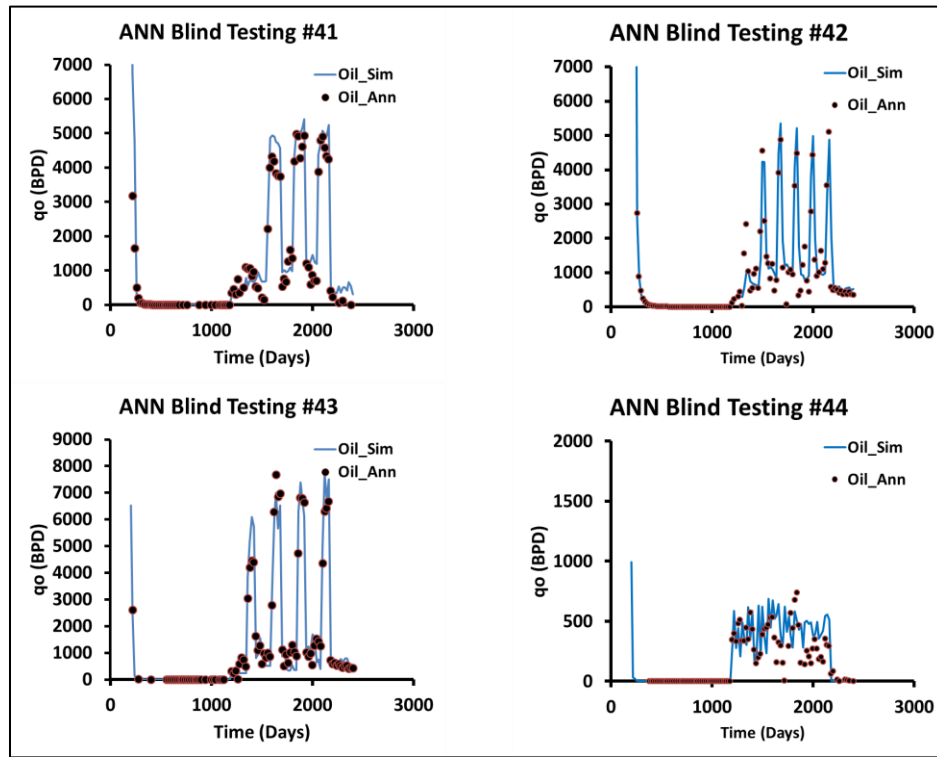 ANN Blind Testing #41
7000
6000
5000
4000
3000
2000
1000
0
qo (BPD)
Oil_Sim
Oil_Ann
0 1000 2000 3000
Time (Days)
ANN Blind Testing #42
7000
6000
5000
4000
3000
2000
1000
0
qo (BPD)
Oil_Sim
Oil_Ann
0 1000 2000 3000
Time (Days)
ANN Blind Testing #43
9000
8000
7000
6000
5000
4000
3000
2000
1000
0
qo (BPD)
Oil_Sim
Oil_Ann
0 1000 2000 3000
Time (Days)
ANN Blind Testing #44
2000
1500
1000
500
0
qo (BPD)
Oil_Sim
Oil_Ann
0 1000 2000 3000
Time (Days)